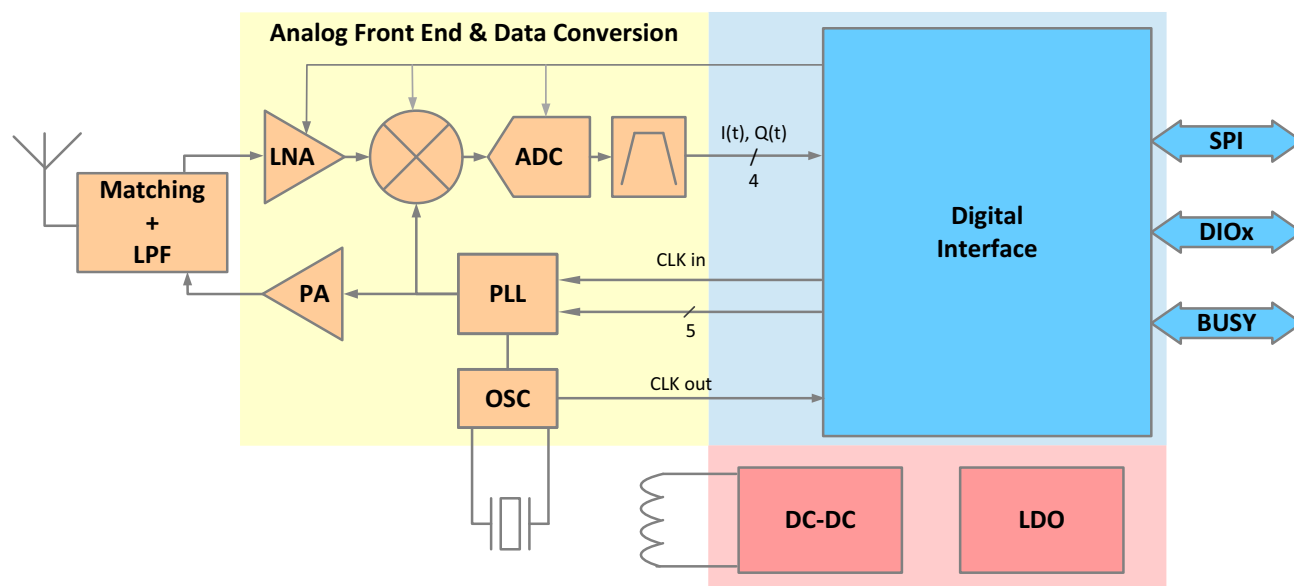 Analog Front End & Data Conversion
LNA
ADC
I(t), Q(t)
4
Matching
+
LPF
PA
PLL
CLK in
5
OSC
CLK out
Digital
Interface
SPI
DIOx
BUSY
DC-DC
LDO